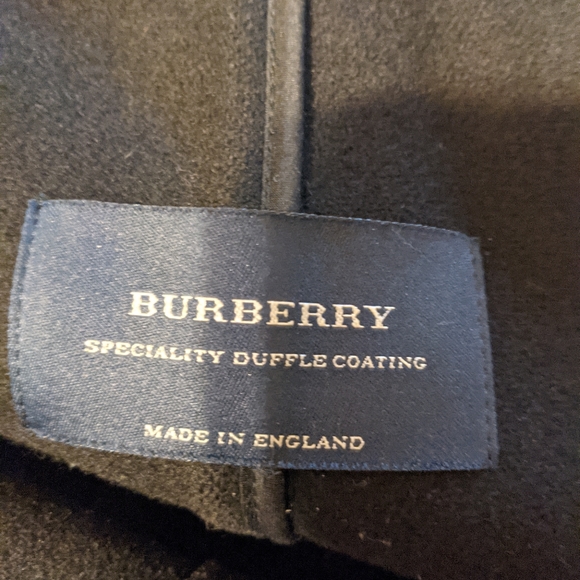 BURBERRY
SPECIALITY DUFFLE COATING
MADE IN ENGLAND